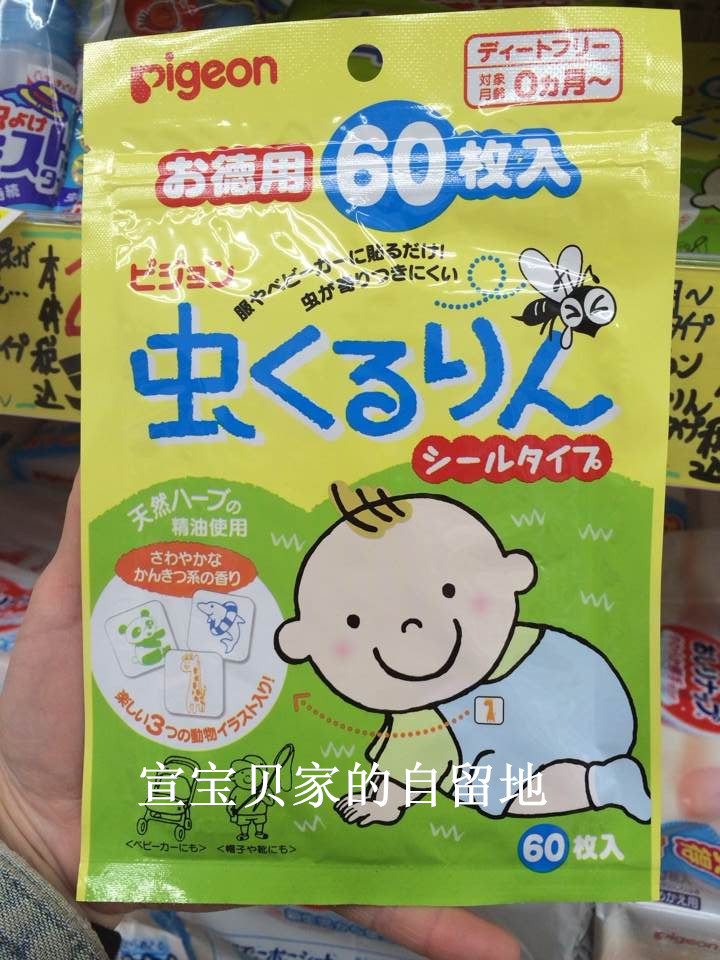 pigeon
ディートフリー
対象月齢 0ヵ月～
お徳用 60枚入
ピジョン
服やベビーカーに貼るだけ!
虫が寄りつきにくい
虫くるりん
シールタイプ
天然ハーブの
精油使用
さわやかな
かんきつ系の香り
楽しい3つの動物イラスト入り!
宣宝贝家的自留地
<ベビーカーにも>
<帽子や靴にも>
60枚入